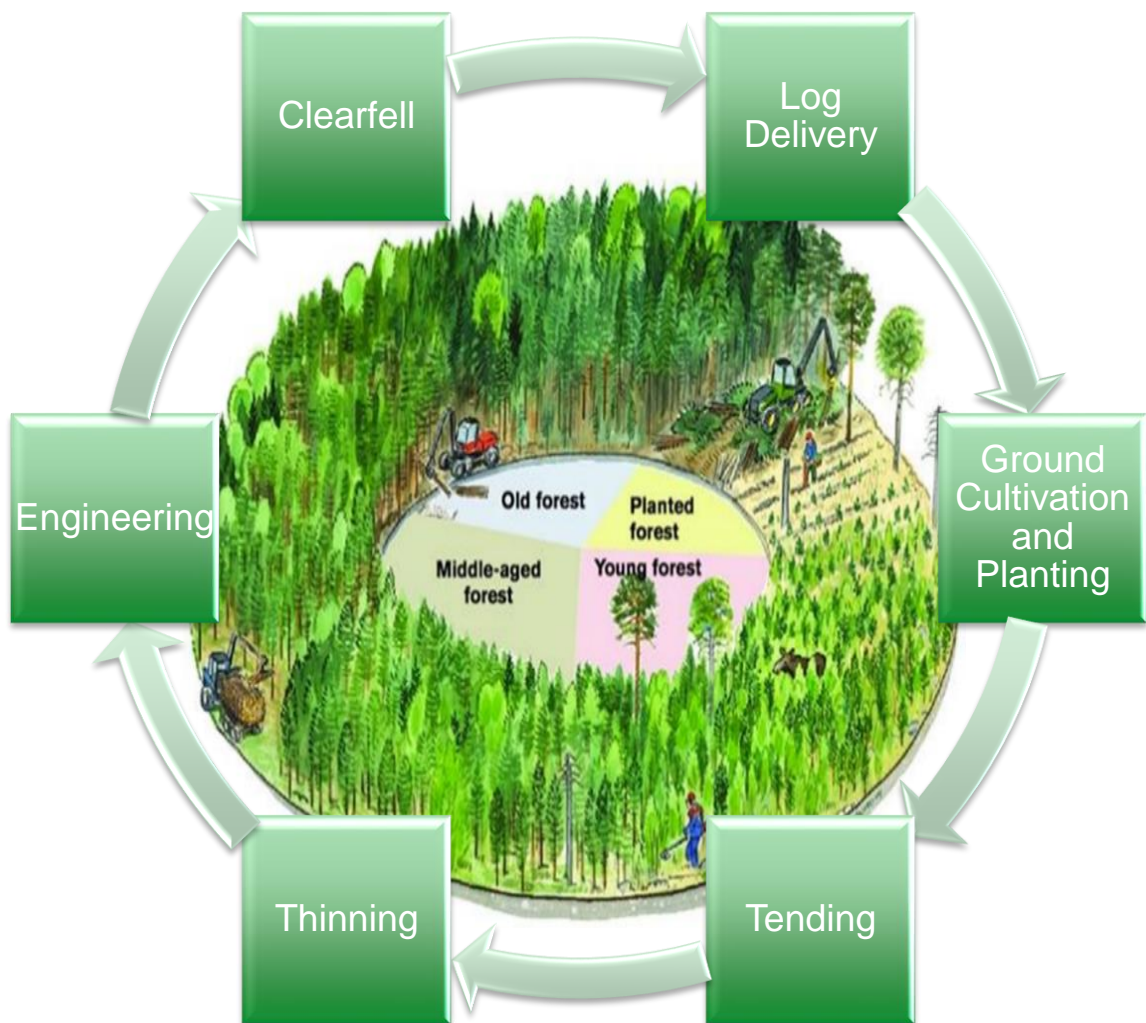 Clearfell
Log
Delivery
Ground
Cultivation
and
Planting
Tending
Thinning
Engineering
Old forest
Planted
forest
Middle-aged
forest
Young forest